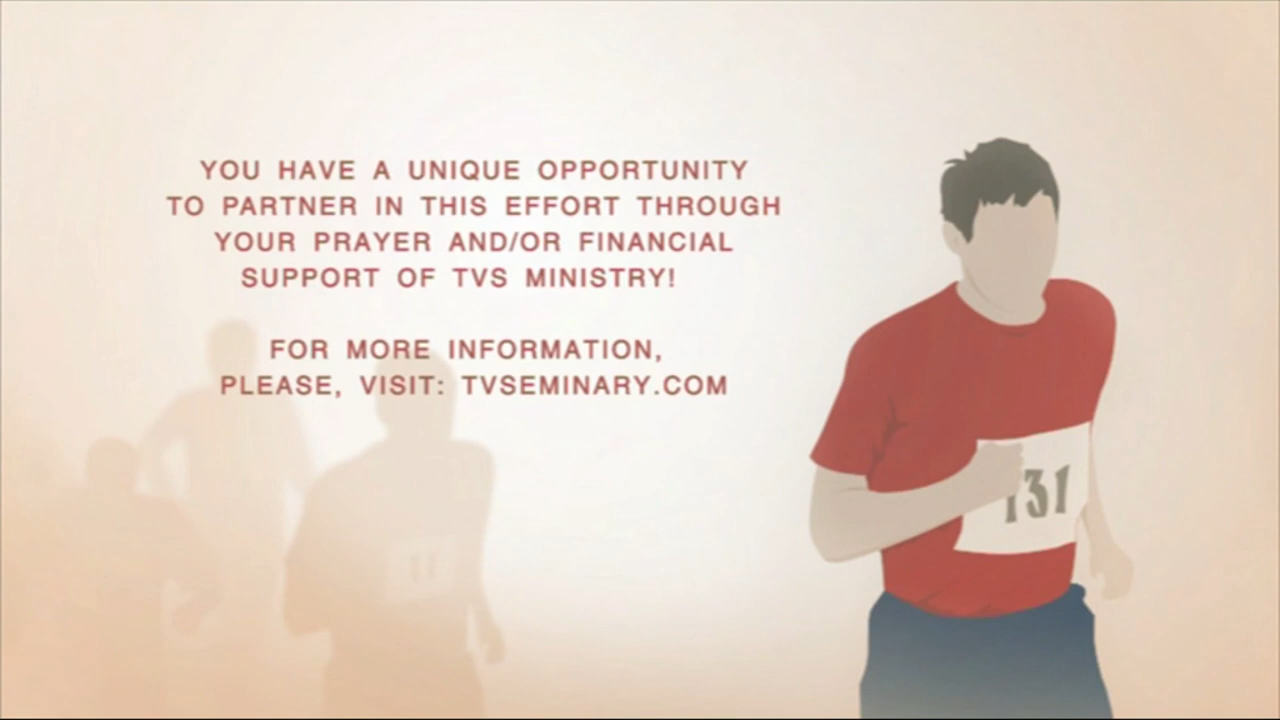 YOU HAVE A UNIQUE OPPORTUNITY
TO PARTNER IN THIS EFFORT THROUGH
YOUR PRAYER AND/OR FINANCIAL
SUPPORT OF TVS MINISTRY!
FOR MORE INFORMATION,
PLEASE, VISIT: TVSEMINARY.COM
131